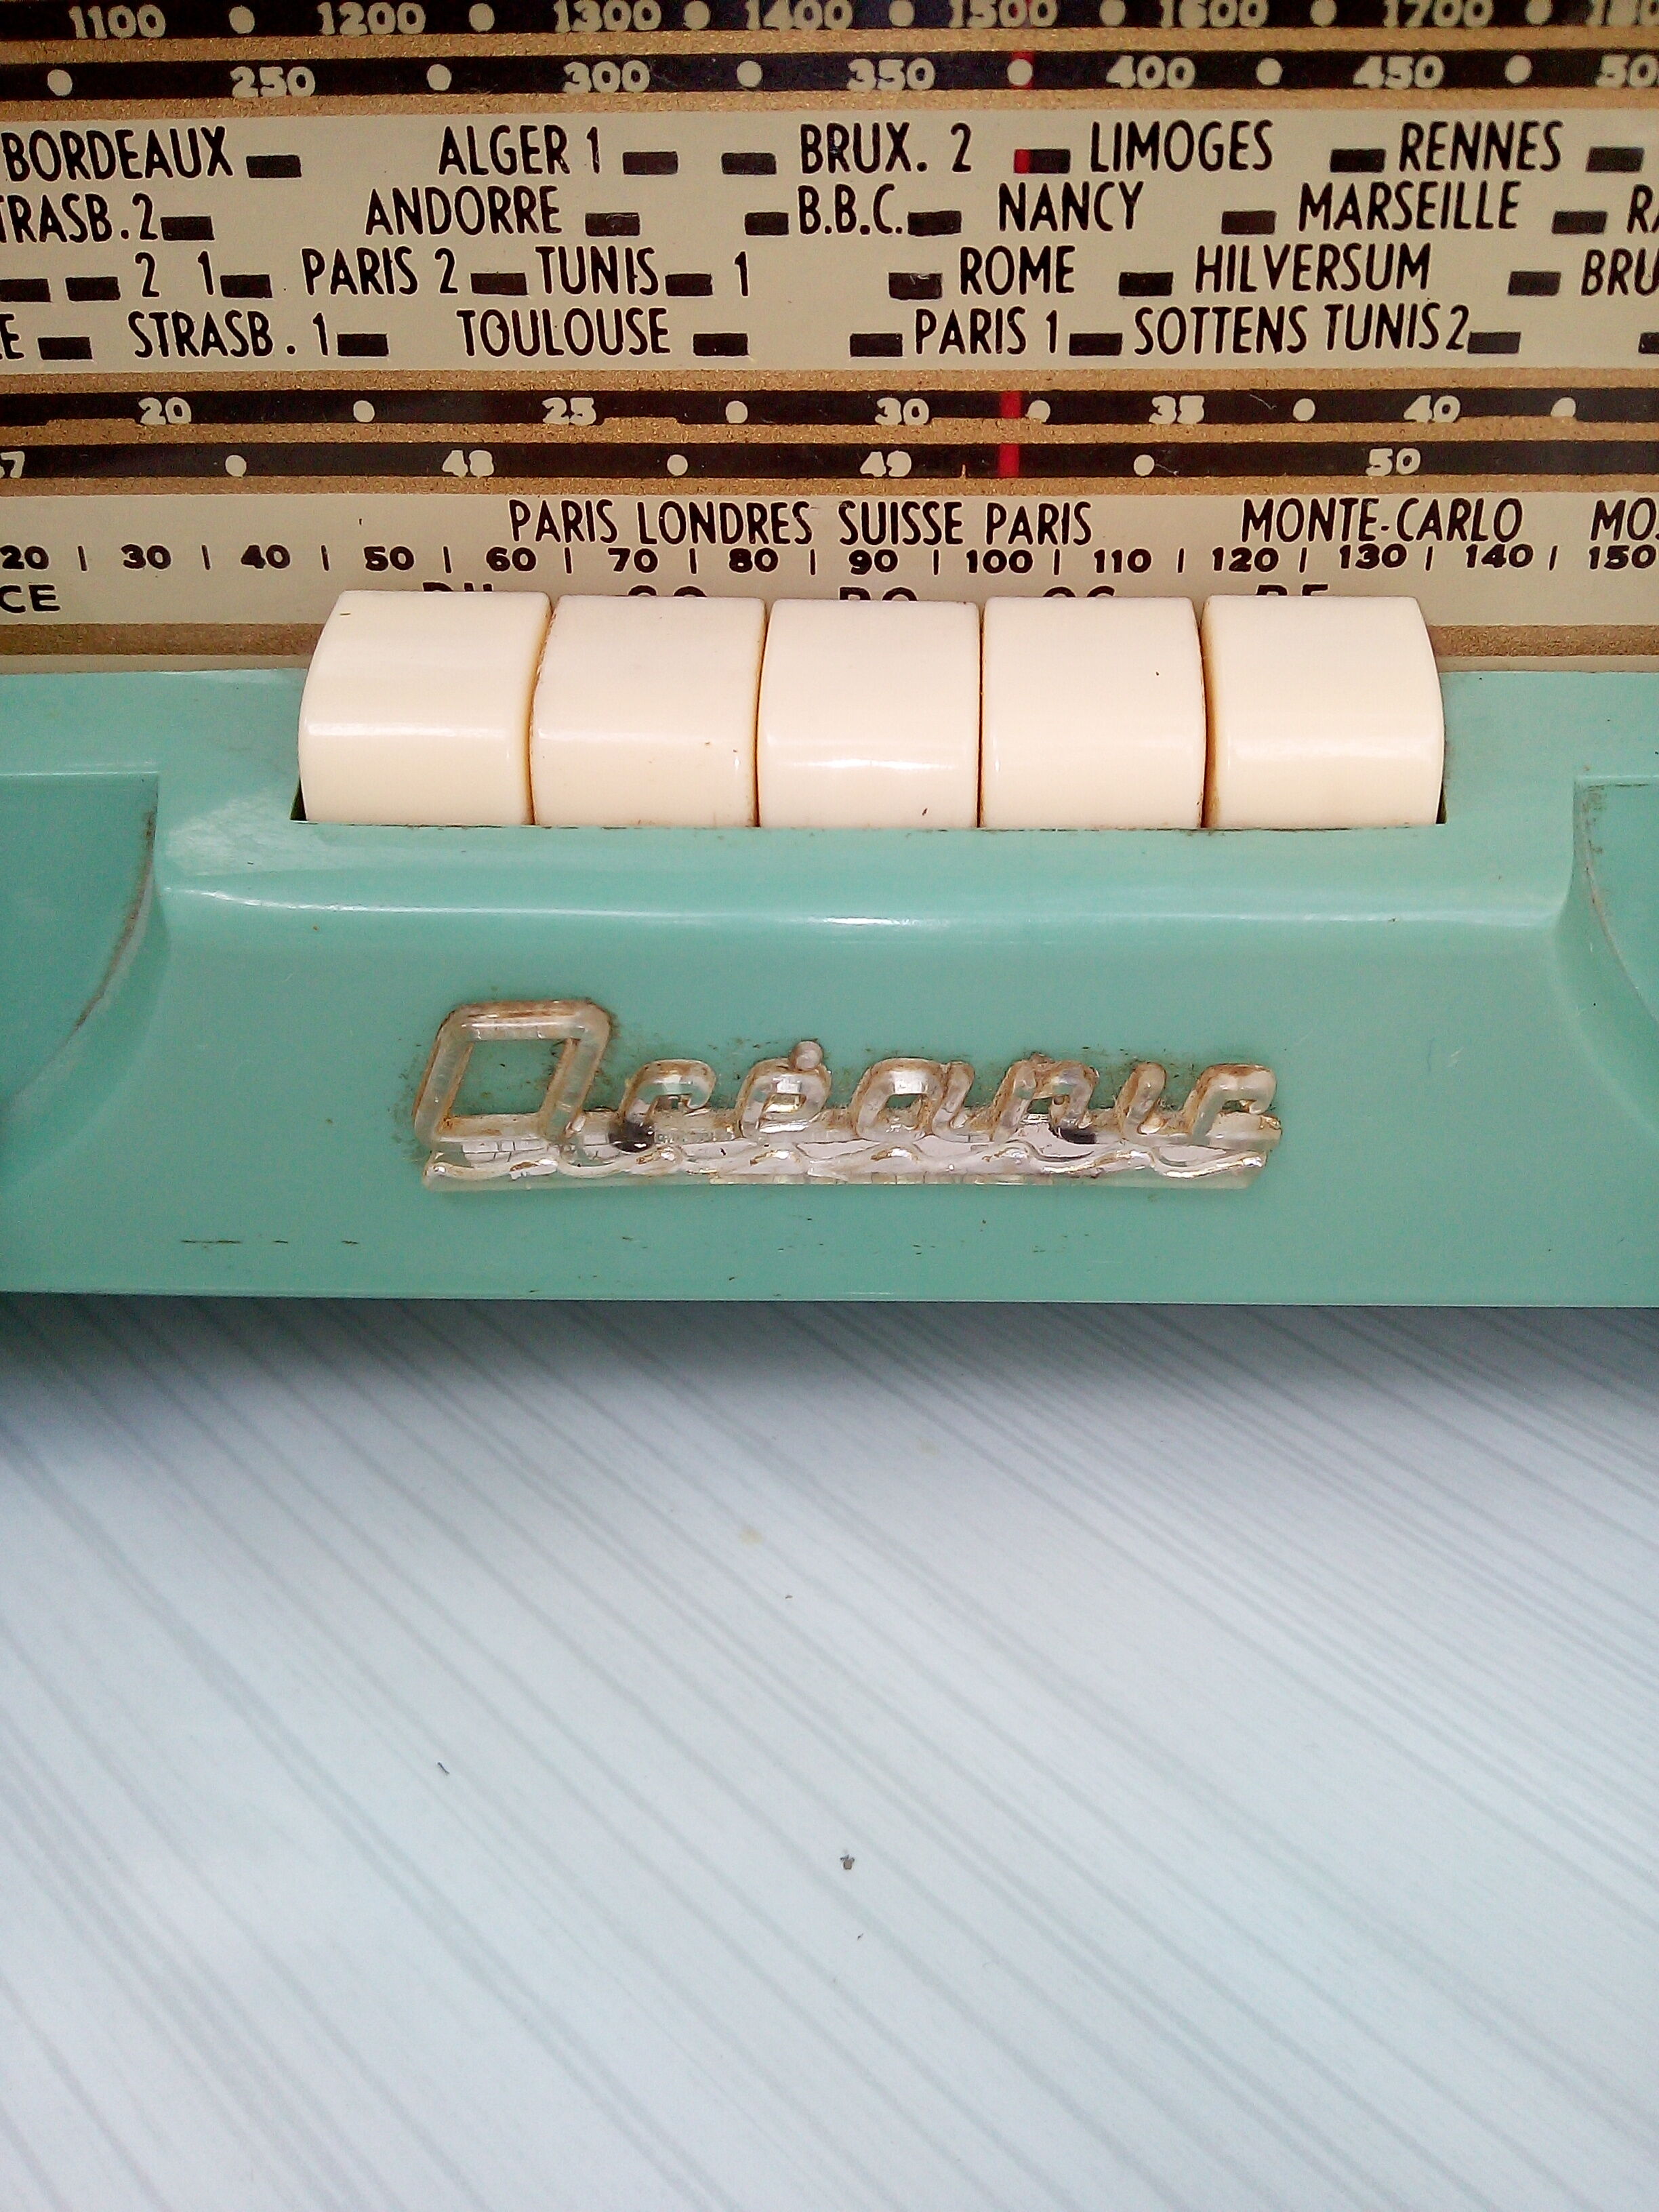 1100 1200 1300 1400 1500 1600 1700
250 300 350 400 450
BORDEAUX ALGER 1 BRUX. 2 LIMOGES RENNES
TRASB.2 ANDORRE B.B.C. NANCY MARSEILLE
2 1 PARIS 2 TUNIS 1 ROME HILVERSUM BRU
STRASB. 1 TOULOUSE PARIS 1 SOTTENS TUNIS 2
20 25 30 35 40
48 49 50
PARIS LONDRES SUISSE PARIS MONTE-CARLO MO
20 30 40 50 60 70 80 90 100 110 120 130 140 150
CE
Océanic